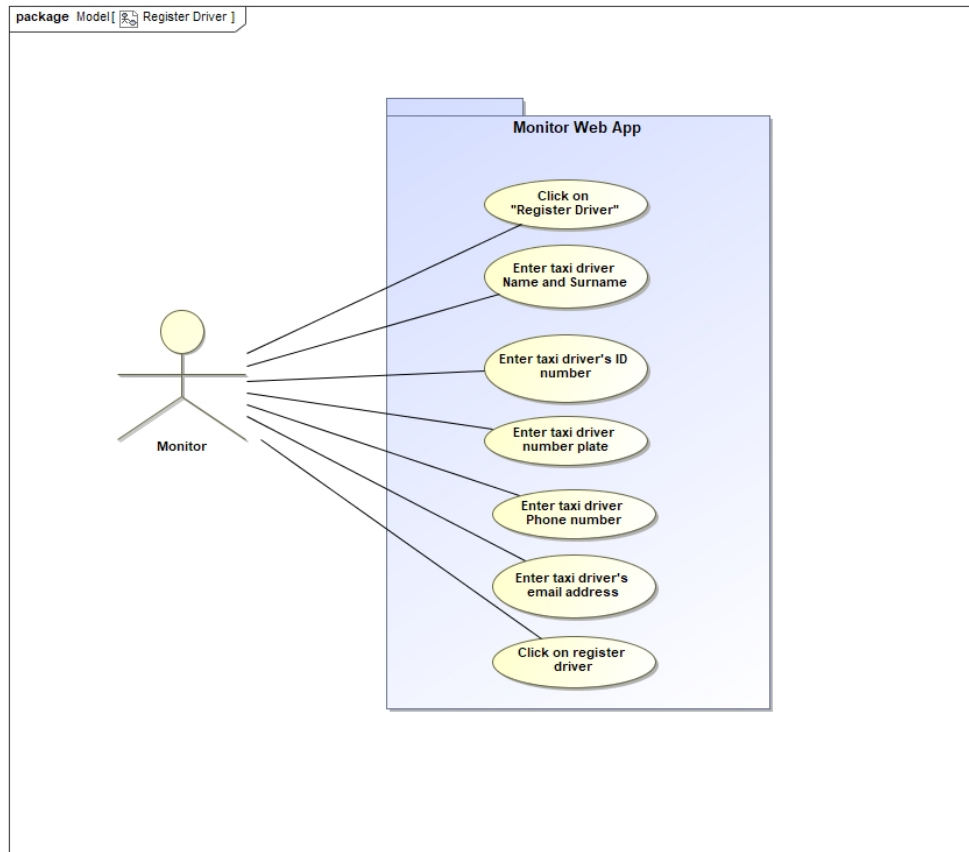 package Model[ Register Driver ]
Monitor Web App
Click on
"Register Driver"
Enter taxi driver
Name and Surname
Enter taxi driver's ID
number
Enter taxi driver
number plate
Monitor
Enter taxi driver
Phone number
Enter taxi driver's
email address
Click on register
driver